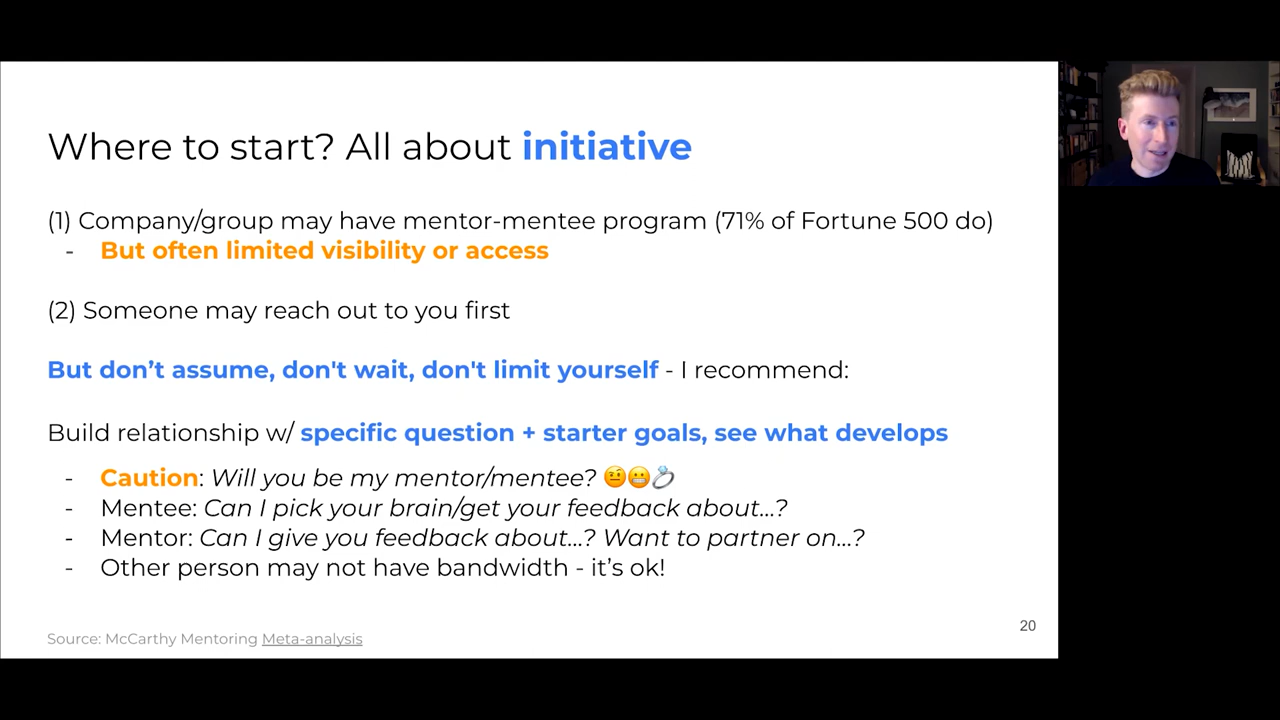 Where to start? All about initiative
(1) Company/group may have mentor-mentee program (71% of Fortune 500 do)
- But often limited visibility or access
(2) Someone may reach out to you first
But don’t assume, don't wait, don't limit yourself - I recommend:
Build relationship w/ specific question + starter goals, see what develops
- Caution: Will you be my mentor/mentee? 🤨😬💍
- Mentee: Can I pick your brain/get your feedback about...?
- Mentor: Can I give you feedback about...? Want to partner on...?
- Other person may not have bandwidth - it’s ok!
Source: McCarthy Mentoring Meta-analysis
20